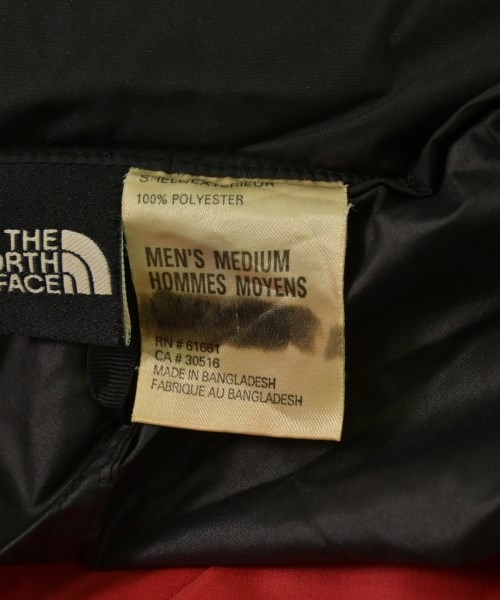 THE
NORTH
FACE
SHELL/EXTERIEUR
100% POLYESTER
MEN'S MEDIUM
HOMMES MOYENS
RN # 61661
CA # 30516
MADE IN BANGLADESH
FABRIQUE AU BANGLADESH